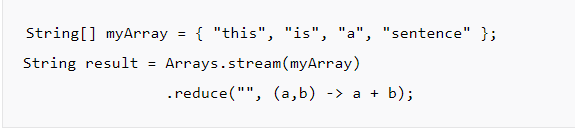 String[] myArray = { "this", "is", "a", "sentence" };
String result = Arrays.stream(myArray)
.reduce("", (a,b) -> a + b);